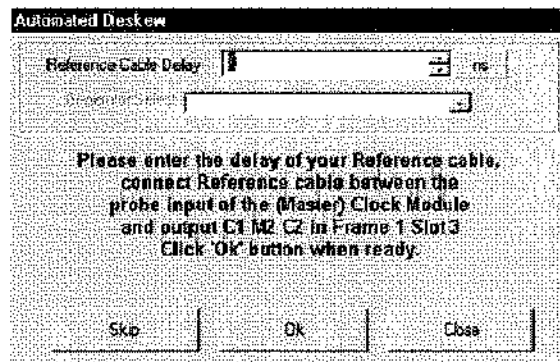 Automated Deskew
Reference Cable Delay ns
Please enter the delay of your Reference cable,
connect Reference cable between the
probe input of the (Master) Clock Module
and output C1 M2 C2 in Frame 1 Slot 3
Click 'Ok' button when ready.
Skip Ok Close